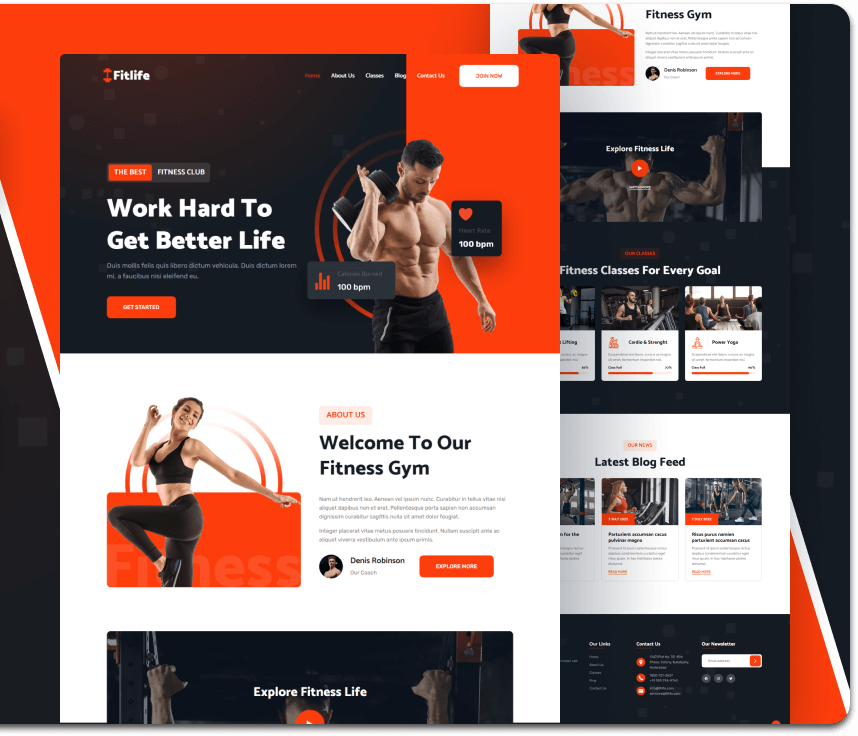 Fitlife
Home About Us Classes Blog Contact Us JOIN NOW
THE BEST FITNESS CLUB
Work Hard To
Get Better Life
Duis mollis felis quis libero dictum vehicula. Duis dictum lorem
mi, a faucibus nisi eleifend eu.
GET STARTED
Heart Rate
100 bpm
Calories Burned
100 bpm
ABOUT US
Welcome To Our
Fitness Gym
Nam ut hendrerit leo. Aenean vel ipsum nunc. Curabitur in tellus vitae nisi
aliquet dapibus non et erat. Pellentesque porta sapien non accumsan
dignissim curabitur sagittis nulla sit amet dolor feugiat.
Integer placerat vitae metus posuere tincidunt. Nullam suscipit ante ac
aliquet viverra vestibulum ante ipsum primis.
Fitness
Denis Robinson
Our Coach
EXPLORE MORE
Explore Fitness Life
Fitness Gym
Denis Robinson
Our Coach
EXPLORE MORE
Explore Fitness Life
OUR CLASSES
Fitness Classes For Every Goal
Lifting
Cardio & Strenght
Power Yoga
Class Full
Class Full
OUR NEWS
Latest Blog Feed
n for the
Parturient accumsan cacus
pulvinar magna
READ MORE
Risus purus namien
parturient accumsan cacus
READ MORE
Our Links
Home
About Us
Classes
Blog
Contact Us
Contact Us
Our Newsletter